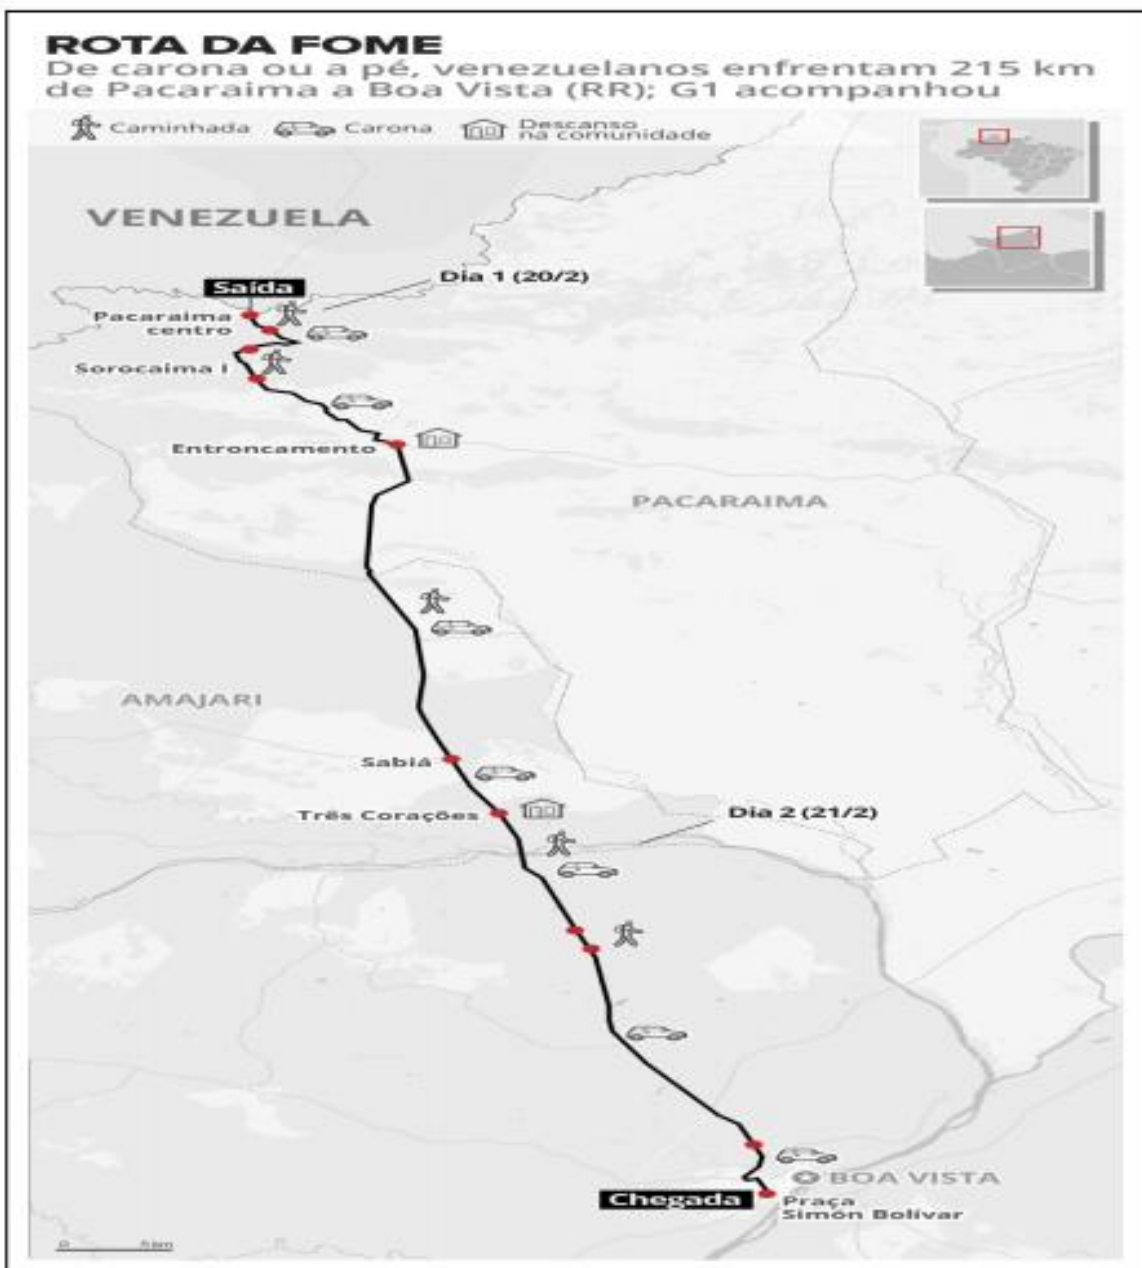 ROTA DA FOME
De carona ou a pé, venezuelanos enfrentam 215 km
de Pacaraima a Boa Vista (RR); G1 acompanhou
Caminhada
Carona
Descanso
na comunidade
VENEZUELA
Dia 1 (20/2)
Saída
Pacaraima
centro
Sorocaima I
Entroncamento
PACARAIMA
AMAJARI
Sabiá
Três Corações
Dia 2 (21/2)
BOA VISTA
Chegada
Praça
Simón Bolívar
0